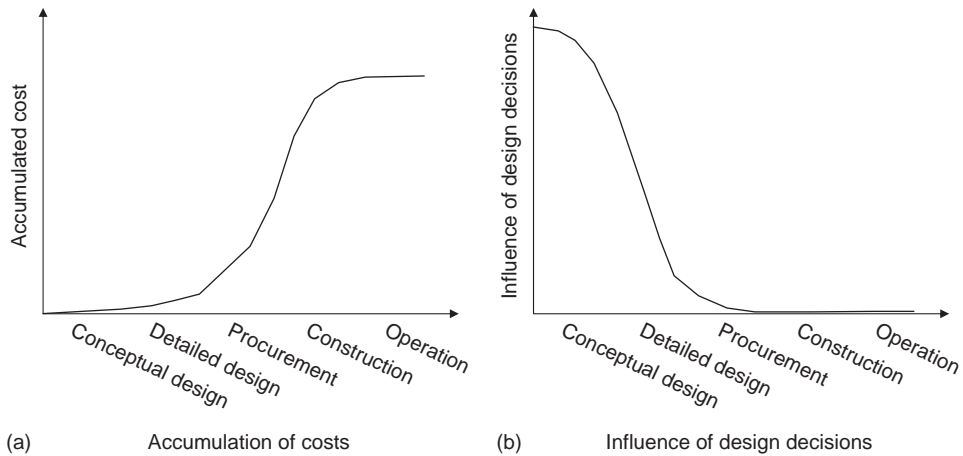 Accumulated cost
Conceptual design
Detailed design
Procurement
Construction
Operation
(a) Accumulation of costs
Influence of design decisions
Conceptual design
Detailed design
Procurement
Construction
Operation
(b) Influence of design decisions